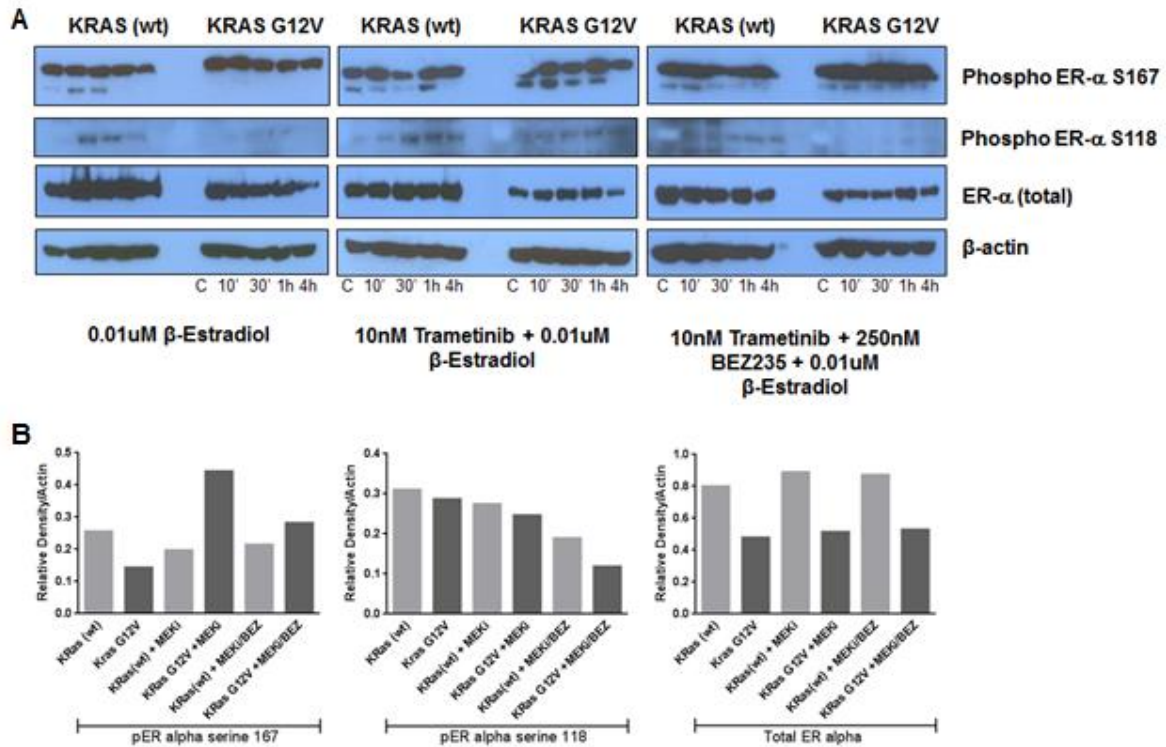 A
KRAS (wt) KRAS G12V KRAS (wt) KRAS G12V KRAS (wt) KRAS G12V
Phospho ER-α S167
Phospho ER-α S118
ER-α (total)
β-actin
C 10' 30' 1h 4h C 10' 30' 1h 4h C 10' 30' 1h 4h C 10' 30' 1h 4h C 10' 30' 1h 4h
0.01uM β-Estradiol
10nM Trametinib + 0.01uM
β-Estradiol
10nM Trametinib + 250nM
BEZ235 + 0.01uM
β-Estradiol
B
Relative Density/Actin
0.5
0.4
0.3
0.2
0.1
0.0
KRas (wt)
Kras G12V
KRas(wt) + MEKi
KRas G12V +MEKi
KRas(wt) + MEKi/BEZ
KRas G12V +MEKi/BEZ
pER alpha serine 167
Relative Density/Actin
0.4
0.3
0.2
0.1
0.0
KRas (wt)
Kras G12V
KRas(wt) + MEKi
KRas G12V +MEKi
KRas(wt) + MEKi/BEZ
KRas G12V +MEKi/BEZ
pER alpha serine 118
Relative Density/Actin
1.0
0.8
0.6
0.4
0.2
0.0
KRas (wt)
Kras G12V
KRas(wt) + MEKi
KRas G12V +MEKi
KRas(wt) + MEKi/BEZ
KRas G12V +MEKi/BEZ
Total ER alpha